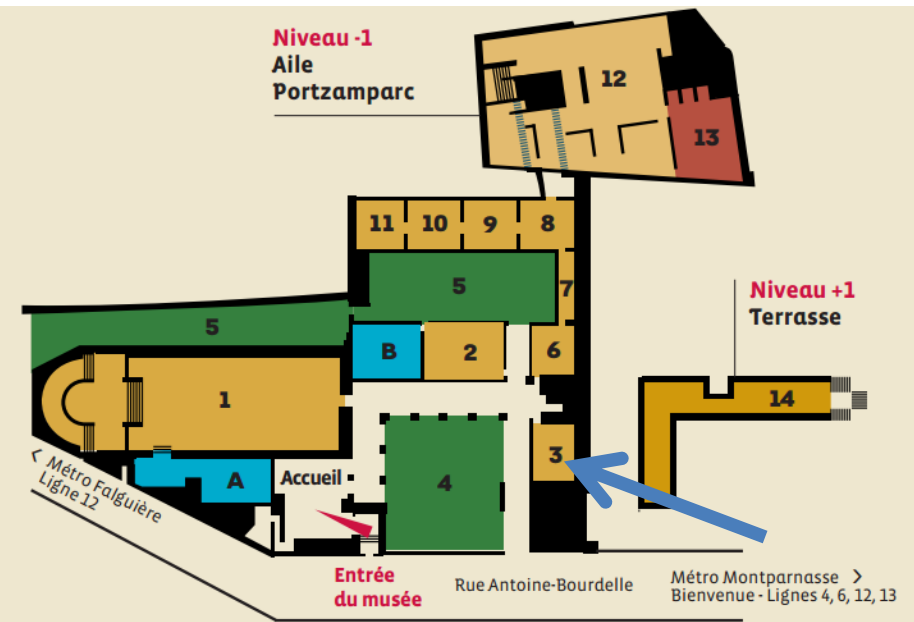 Niveau -1
Aile
Portzamparc
12
13
11 10 9 8
5
7
Niveau +1
Terrasse
5
B
2
6
1
14
3
A
Accueil
4
< Métro Falguière
Ligne 12
Entrée
du musée
Rue Antoine-Bourdelle
Métro Montparnasse >
Bienvenue - Lignes 4, 6, 12, 13